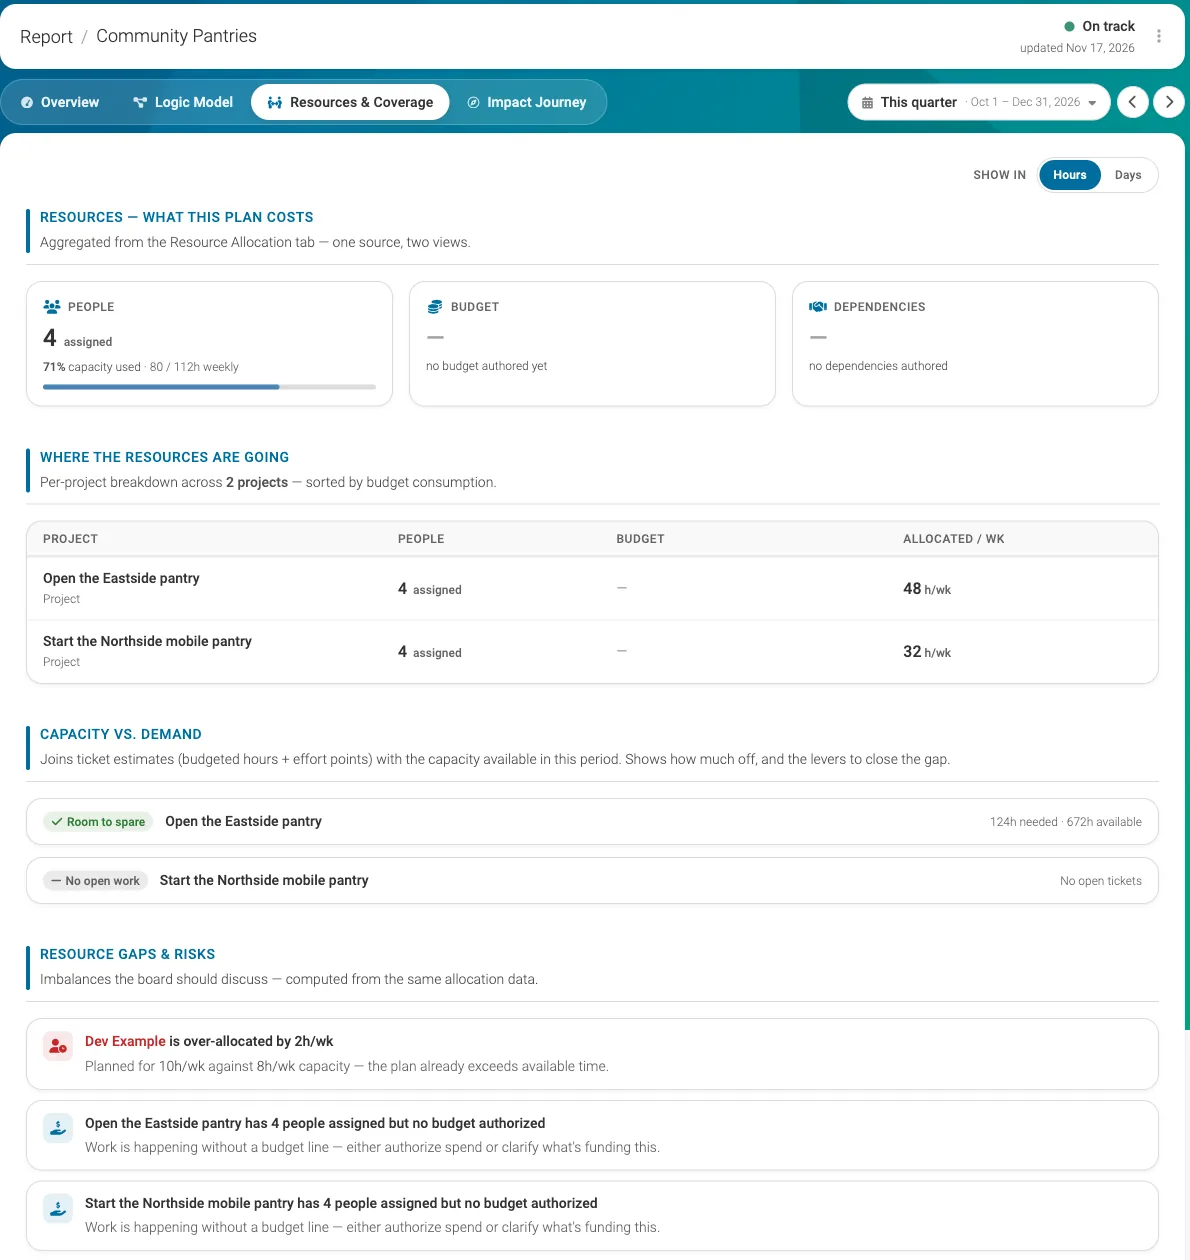 Report / Community Pantries
On track
updated Nov 17, 2026
Overview
Logic Model
Resources & Coverage
Impact Journey
This quarter · Oct 1 – Dec 31, 2026
SHOW IN
Hours
Days
RESOURCES — WHAT THIS PLAN COSTS
Aggregated from the Resource Allocation tab — one source, two views.
PEOPLE
4 assigned
71% capacity used · 80 / 112h weekly
BUDGET
—
no budget authored yet
DEPENDENCIES
—
no dependencies authored
WHERE THE RESOURCES ARE GOING
Per-project breakdown across 2 projects — sorted by budget consumption.
PROJECT PEOPLE BUDGET ALLOCATED / WK
Open the Eastside pantry
Project
4 assigned
—
48 h/wk
Start the Northside mobile pantry
Project
4 assigned
—
32 h/wk
CAPACITY VS. DEMAND
Joins ticket estimates (budgeted hours + effort points) with the capacity available in this period. Shows how much off, and the levers to close the gap.
Room to spare Open the Eastside pantry 124h needed · 672h available
— No open work Start the Northside mobile pantry No open tickets
RESOURCE GAPS & RISKS
Imbalances the board should discuss — computed from the same allocation data.
Dev Example is over-allocated by 2h/wk
Planned for 10h/wk against 8h/wk capacity — the plan already exceeds available time.
Open the Eastside pantry has 4 people assigned but no budget authorized
Work is happening without a budget line — either authorize spend or clarify what's funding this.
Start the Northside mobile pantry has 4 people assigned but no budget authorized
Work is happening without a budget line — either authorize spend or clarify what's funding this.